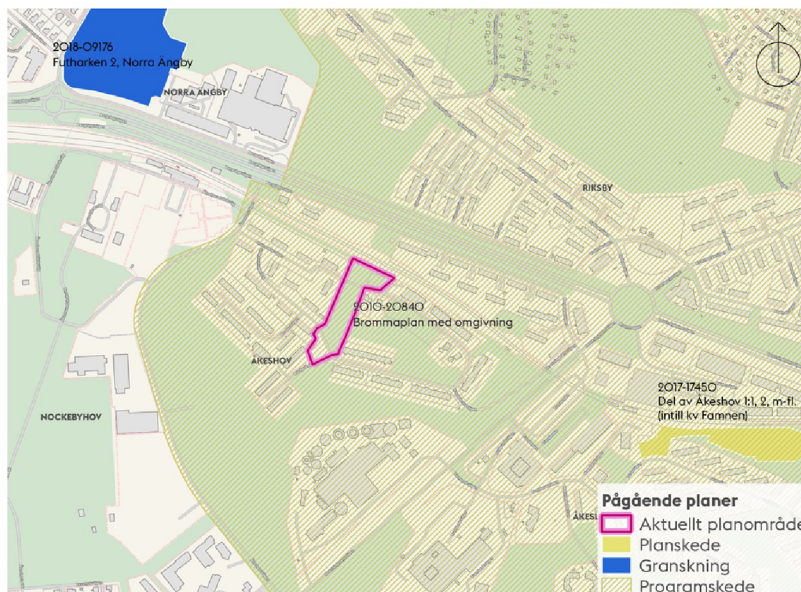 2018-09176
Futharken 2, Norra Ängby
NORRA ÄNGBY
RIKSBY
2010-20840
Brommaplan med omgivning
ÅKESHOV
NOCKEBYHOV
2017-17450
Del av Åkeshov 1:1, 2, m-fl.
(intill kv Famnen)
Pågående planer
Aktuellt planområde
Planskede
Granskning
Programskede